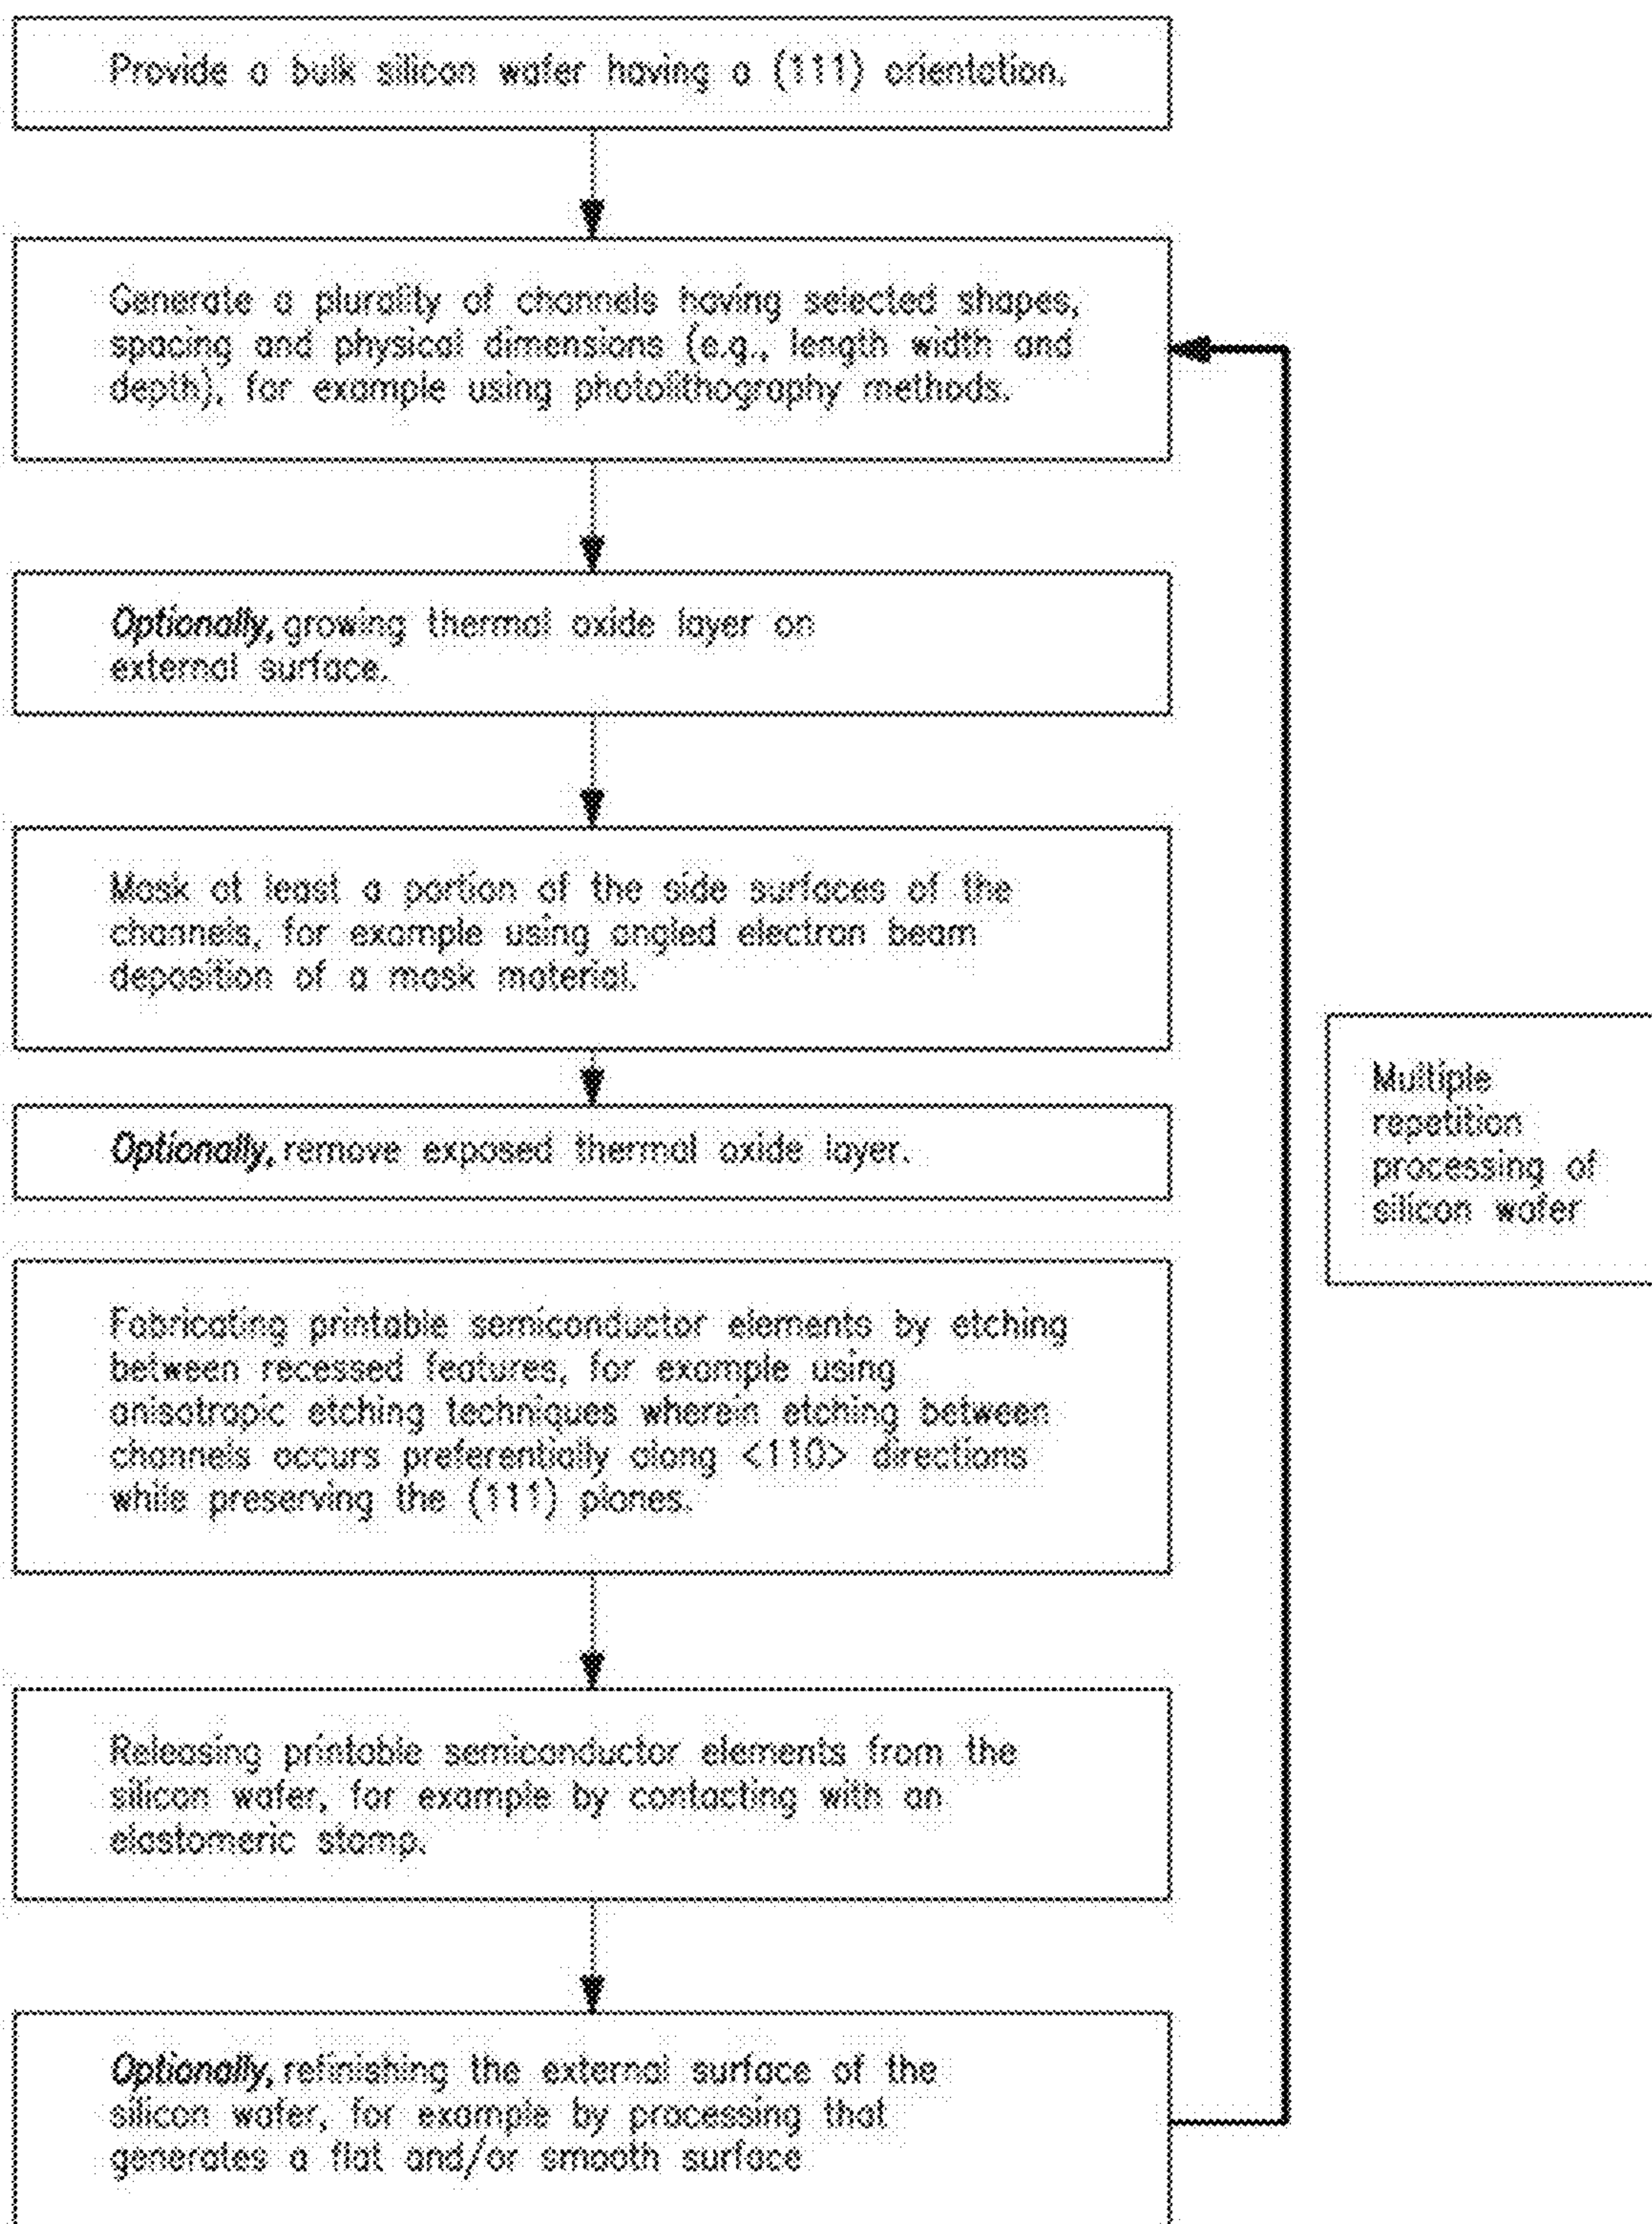 Provide a bulk silicon wafer having a (111) orientation.
Generate a plurality of channels having selected shapes,
spacing and physical dimensions (e.g., length width and
depth), for example using photolithography methods.
Optionally, growing thermal oxide layer on
external surface.
Mask at least a portion of the side surfaces of the
channels, for example using angled electron beam
deposition of a mask material.
Optionally, remove exposed thermal oxide layer.
Multiple
repetition
processing of
silicon wafer
Fabricating printable semiconductor elements by etching
between recessed features, for example using
anisotropic etching techniques wherein etching between
channels occurs preferentially along <110> directions
while preserving the (111) planes.
Releasing printable semiconductor elements from the
silicon wafer, for example by contacting with an
elastomeric stamp.
Optionally, refinishing the external surface of the
silicon wafer, for example by processing that
generates a flat and/or smooth surface